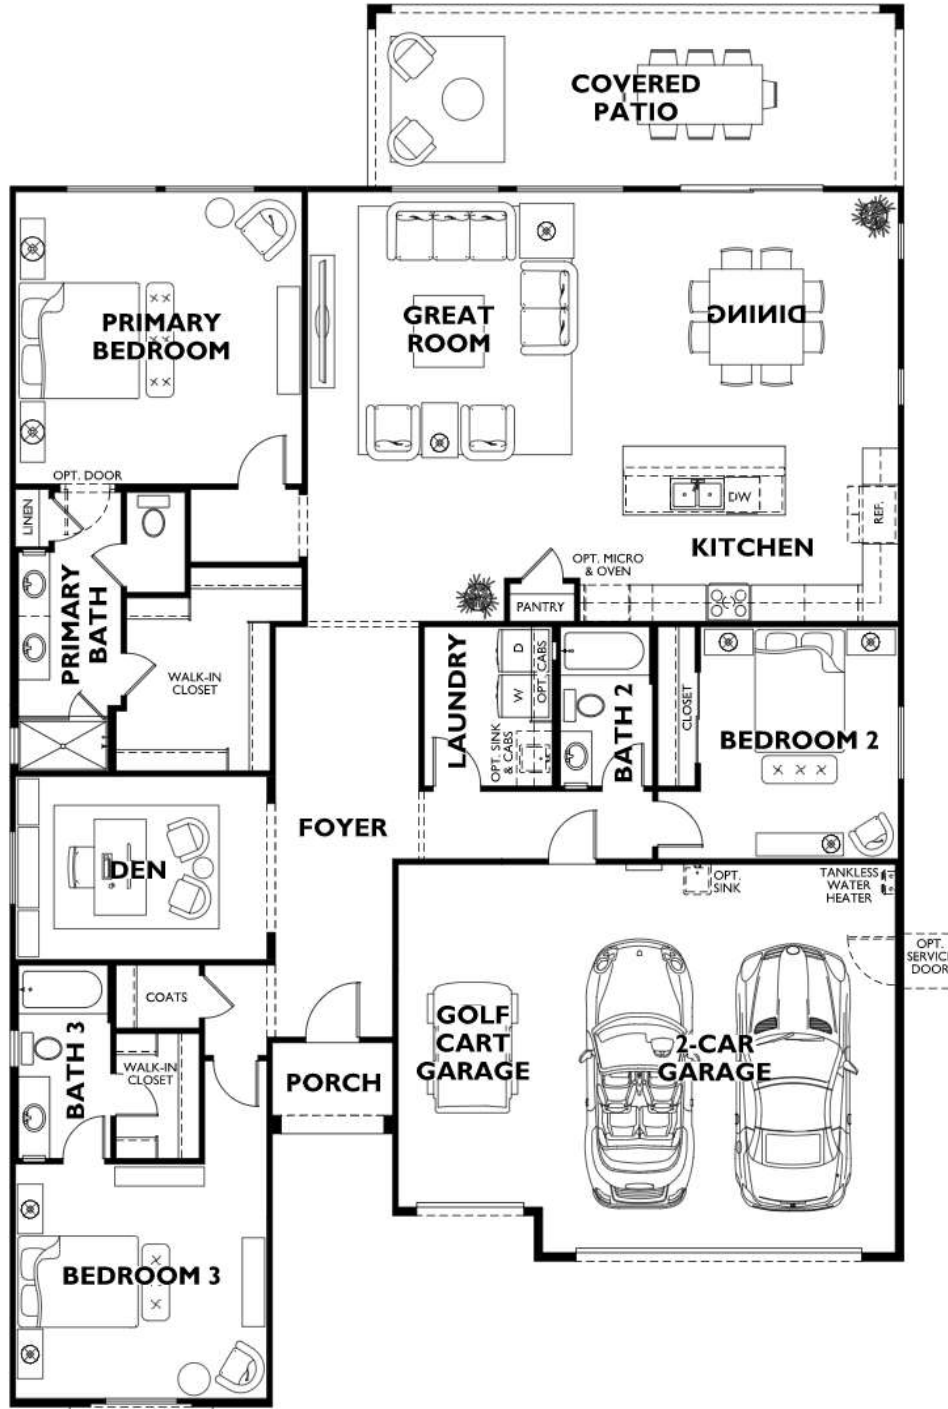 COVERED
PATIO
PRIMARY
BEDROOM
GREAT
ROOM
DINING
OPT. DOOR
LINEN
DW
REF.
KITCHEN
OPT. MICRO
& OVEN
PANTRY
PRIMARY
BATH
WALK-IN
CLOSET
LAUNDRY
D
W
OPT. CABS
OPT. SINK
& CABS
BATH 2
CLOSET
BEDROOM 2
FOYER
DEN
OPT.
SINK
TANKLESS
WATER
HEATER
OPT.
SERVICE
DOOR
COATS
BATH 3
WALK-IN
CLOSET
PORCH
GOLF
CART
GARAGE
2-CAR
GARAGE
BEDROOM 3